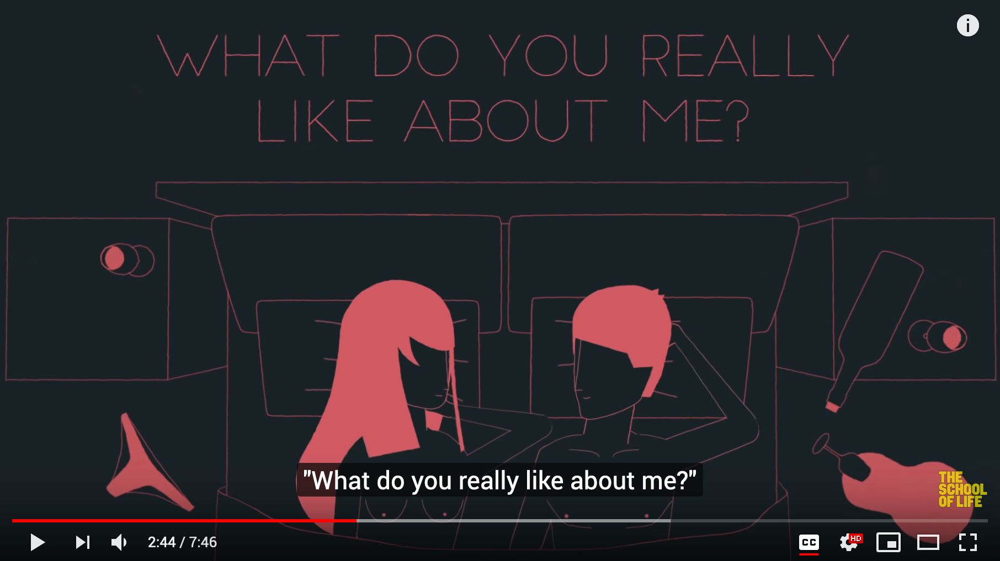 WHAT DO YOU REALLY
LIKE ABOUT ME?
"What do you really like about me?"
THE
SCHOOL
OF LIFE
2:44 / 7:46
CC
HD
i